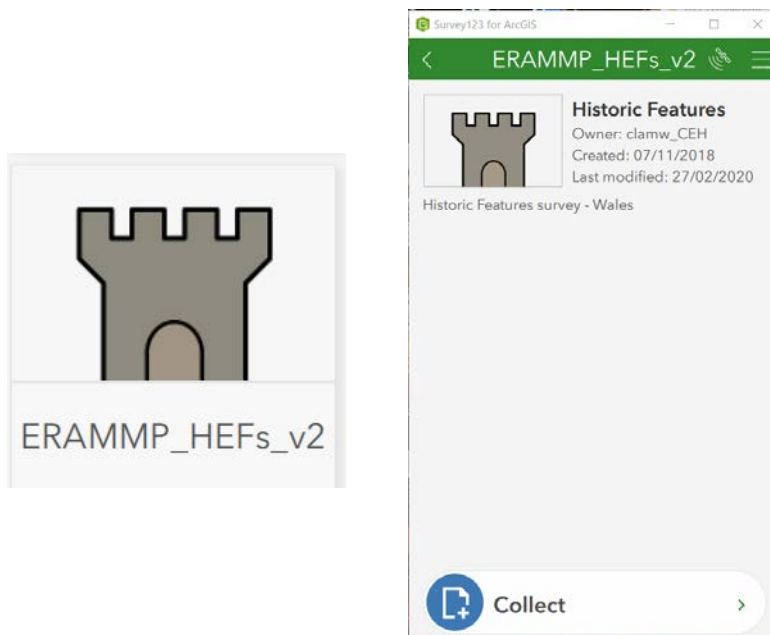 ERAMMP_HEFs_v2
Survey123 for ArcGIS
ERAMMP_HEFs_v2
Historic Features
Owner: clamw_CEH
Created: 07/11/2018
Last modified: 27/02/2020
Historic Features survey - Wales
Collect